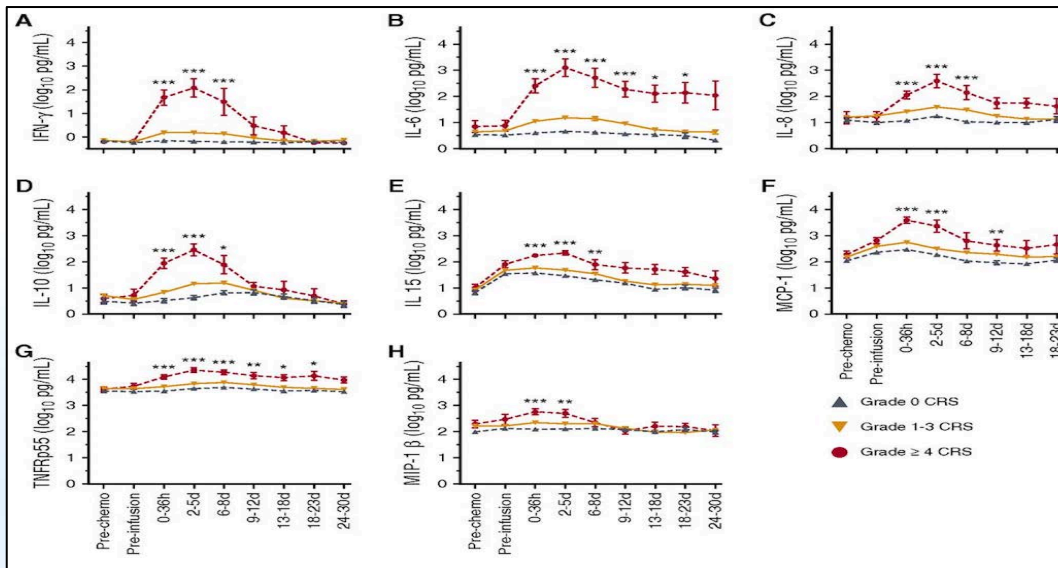 A
IFN-γ (log10 pg/mL)
4
3
2
1
0
*** *** ***
B
IL-6 (log10 pg/mL)
4
3
2
1
0
*** *** *** *** * *
C
IL-8 (log10 pg/mL)
4
3
2
1
0
*** *** ***
D
IL-10 (log10 pg/mL)
4
3
2
1
0
*** *** *
E
IL 15 (log10 pg/mL)
4
3
2
1
0
*** *** **
F
MCP-1 (log10 pg/mL)
4
3
2
1
0
*** *** **
Pre-chemo
Pre-infusion
0-36h
2-5d
6-8d
9-12d
13-18d
18-23d
G
TNFRp55 (log10 pg/mL)
4
3
2
1
0
*** *** *** ** * *
Pre-chemo
Pre-infusion
0-36h
2-5d
6-8d
9-12d
13-18d
18-23d
24-30d
H
MIP-1 β (log10 pg/mL)
4
3
2
1
0
*** **
Pre-chemo
Pre-infusion
0-36h
2-5d
6-8d
9-12d
13-18d
18-23d
24-30d
Grade 0 CRS
Grade 1-3 CRS
Grade ≥ 4 CRS